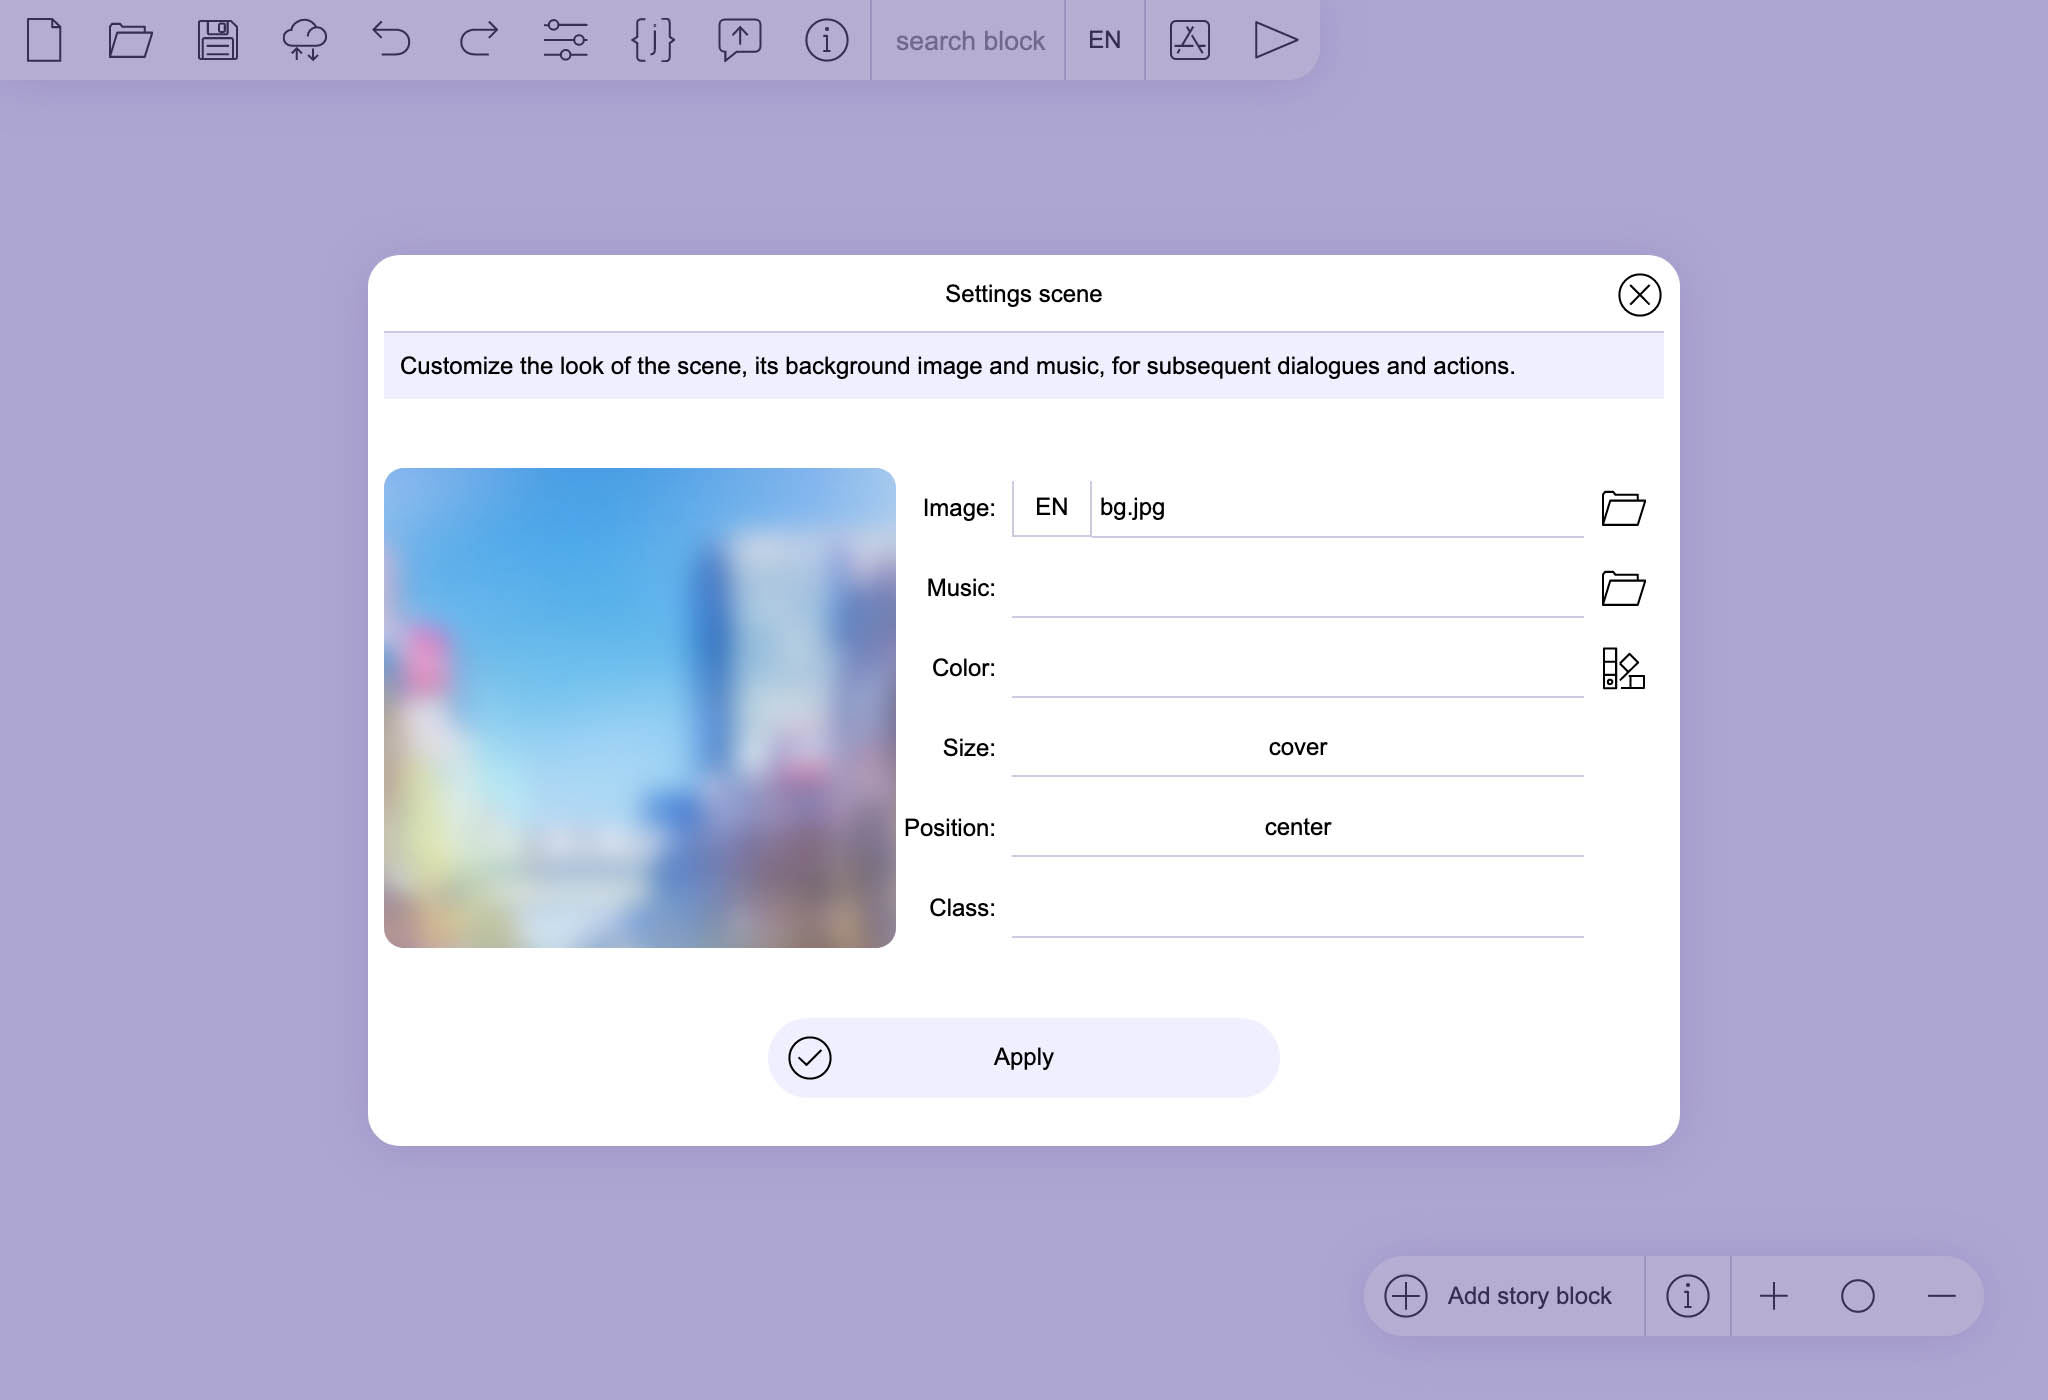 search block
EN
Settings scene
Customize the look of the scene, its background image and music, for subsequent dialogues and actions.
Image: EN bg.jpg
Music:
Color:
Size: cover
Position: center
Class:
Apply
Add story block